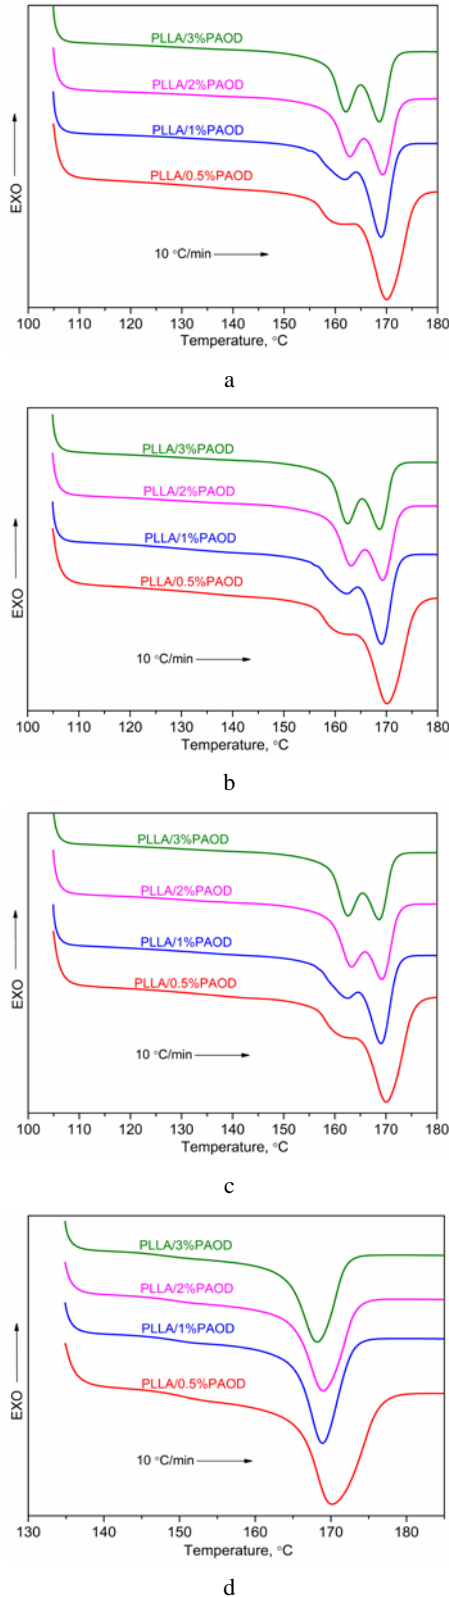 PLLA/3%PAOD
PLLA/2%PAOD
PLLA/1%PAOD
PLLA/0.5%PAOD
EXO
10 °C/min
100 110 120 130 140 150 160 170 180
Temperature, °C
a
PLLA/3%PAOD
PLLA/2%PAOD
PLLA/1%PAOD
PLLA/0.5%PAOD
EXO
10 °C/min
100 110 120 130 140 150 160 170 180
Temperature, °C
b
PLLA/3%PAOD
PLLA/2%PAOD
PLLA/1%PAOD
PLLA/0.5%PAOD
EXO
10 °C/min
100 110 120 130 140 150 160 170 180
Temperature, °C
c
PLLA/3%PAOD
PLLA/2%PAOD
PLLA/1%PAOD
PLLA/0.5%PAOD
EXO
10 °C/min
130 140 150 160 170 180
Temperature, °C
d